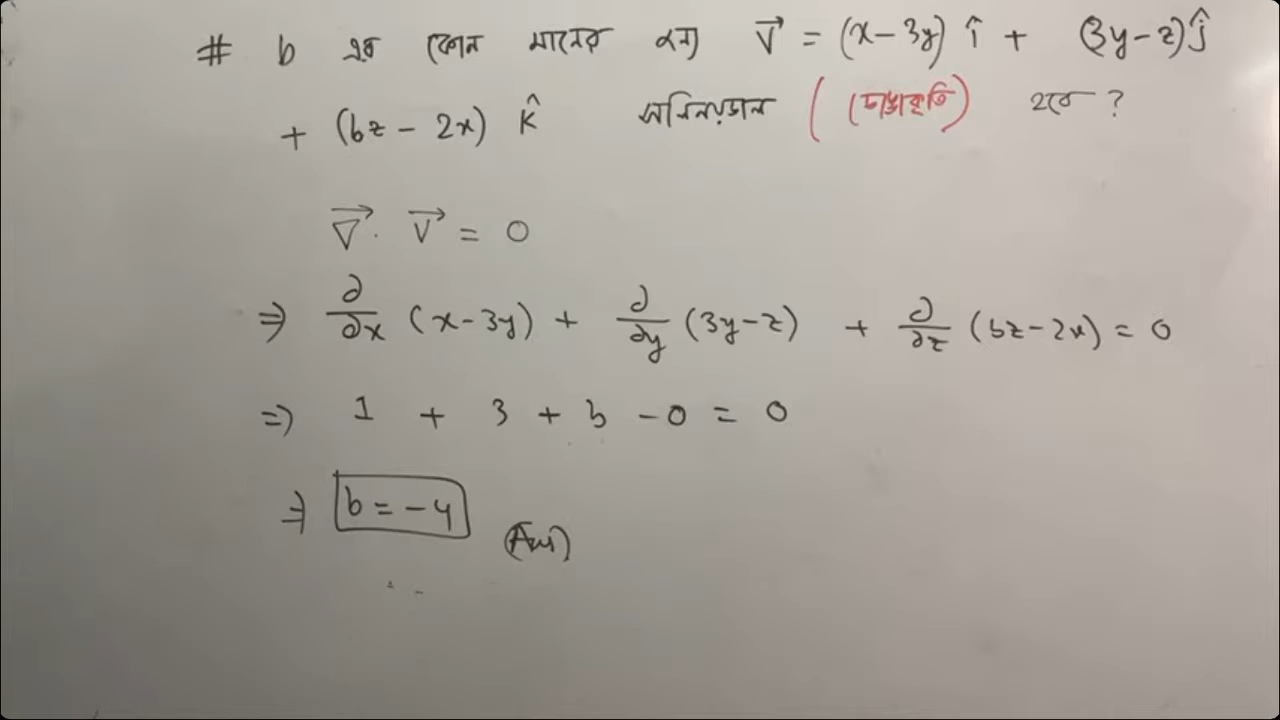 # b এর কোন মানের জন্য V⃗ = (x-3y) î + (3y-z)ĵ
+ (bz - 2x) k̂ সলিনয়ডাল ( ) হবে ?
∇⃗. V⃗ = 0
⇒ ∂/∂x (x-3y) + ∂/∂y (3y-z) + ∂/∂z (bz-2x) = 0
⇒ 1 + 3 + b - 0 = 0
⇒ b = -4 (Ans)